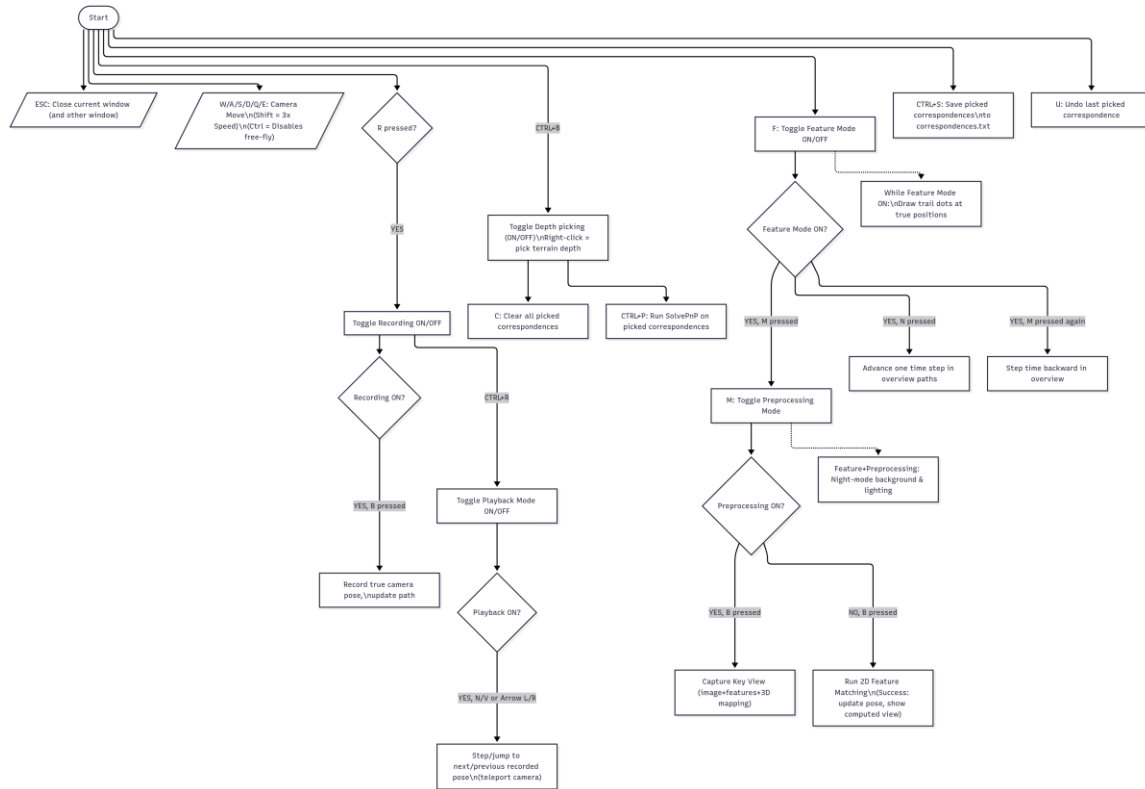 Start
ESC: Close current window
(and other window)
W/A/S/D/Q/E: Camera
Move\n(Shift = 3x
Speed)\n(Ctrl = Disables
free-fly)
R pressed?
CTRL+B
F: Toggle Feature Mode
ON/OFF
CTRL+S: Save picked
correspondences\nto
correspondences.txt
U: Undo last picked
correspondence
While Feature Mode
ON:\nDraw trail dots at
true positions
YES
Toggle Depth picking
(ON/OFF)\nRight-click =
pick terrain depth
Feature Mode ON?
C: Clear all picked
correspondences
CTRL+P: Run SolvePnP on
picked correspondences
Toggle Recording ON/OFF
YES, M pressed
YES, N pressed
YES, M pressed again
Advance one time step in
overview paths
Step time backward in
overview
Recording ON?
CTRL+R
M: Toggle Preprocessing
Mode
Feature+Preprocessing:
Night-mode background &
lighting
YES, B pressed
Toggle Playback Mode
ON/OFF
Preprocessing ON?
Record true camera
pose,\nupdate path
Playback ON?
YES, B pressed
NO, B pressed
YES, N/V or Arrow L/R
Capture Key View
(image+features+3D
mapping)
Run 2D Feature
Matching\n(Success:
update pose, show
computed view)
Step/jump to
next/previous recorded
pose\n(teleport camera)